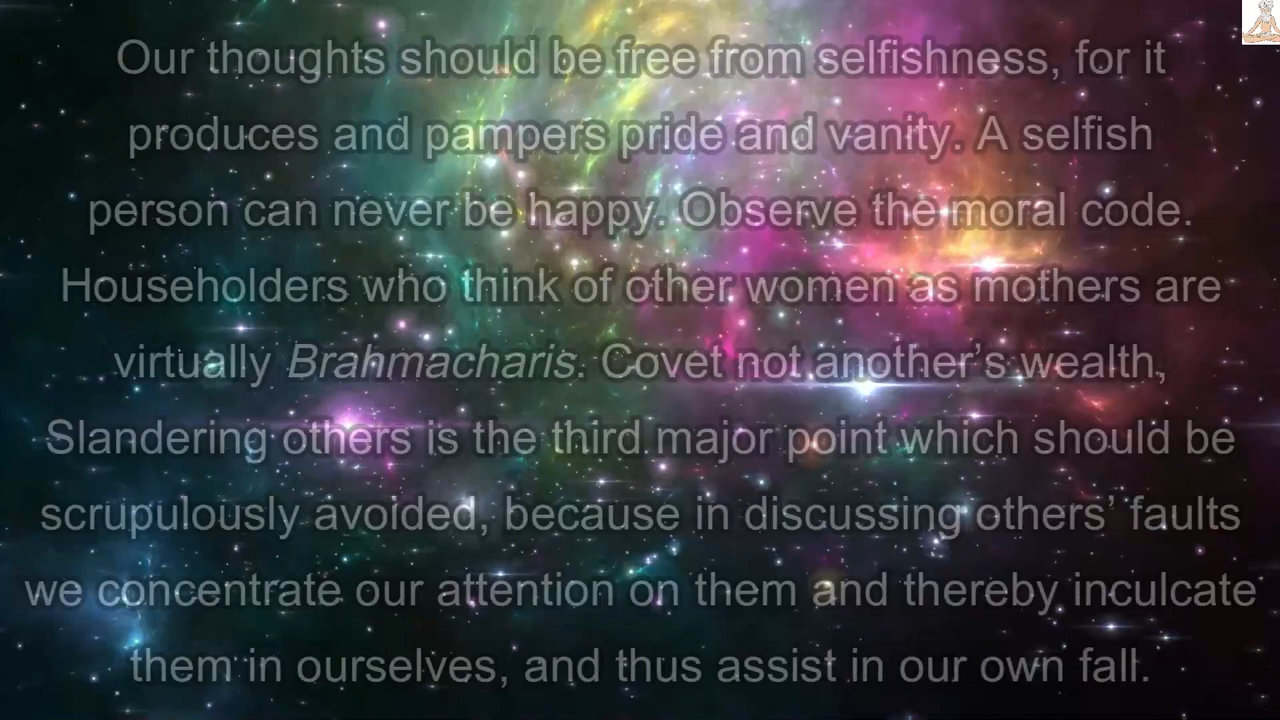 Our thoughts should be free from selfishness, for it
produces and pampers pride and vanity. A selfish
person can never be happy. Observe the moral code.
Householders who think of other women as mothers are
virtually Brahmacharis. Covet not another’s wealth,
Slandering others is the third major point which should be
scrupulously avoided, because in discussing others’ faults
we concentrate our attention on them and thereby inculcate
them in ourselves, and thus assist in our own fall.